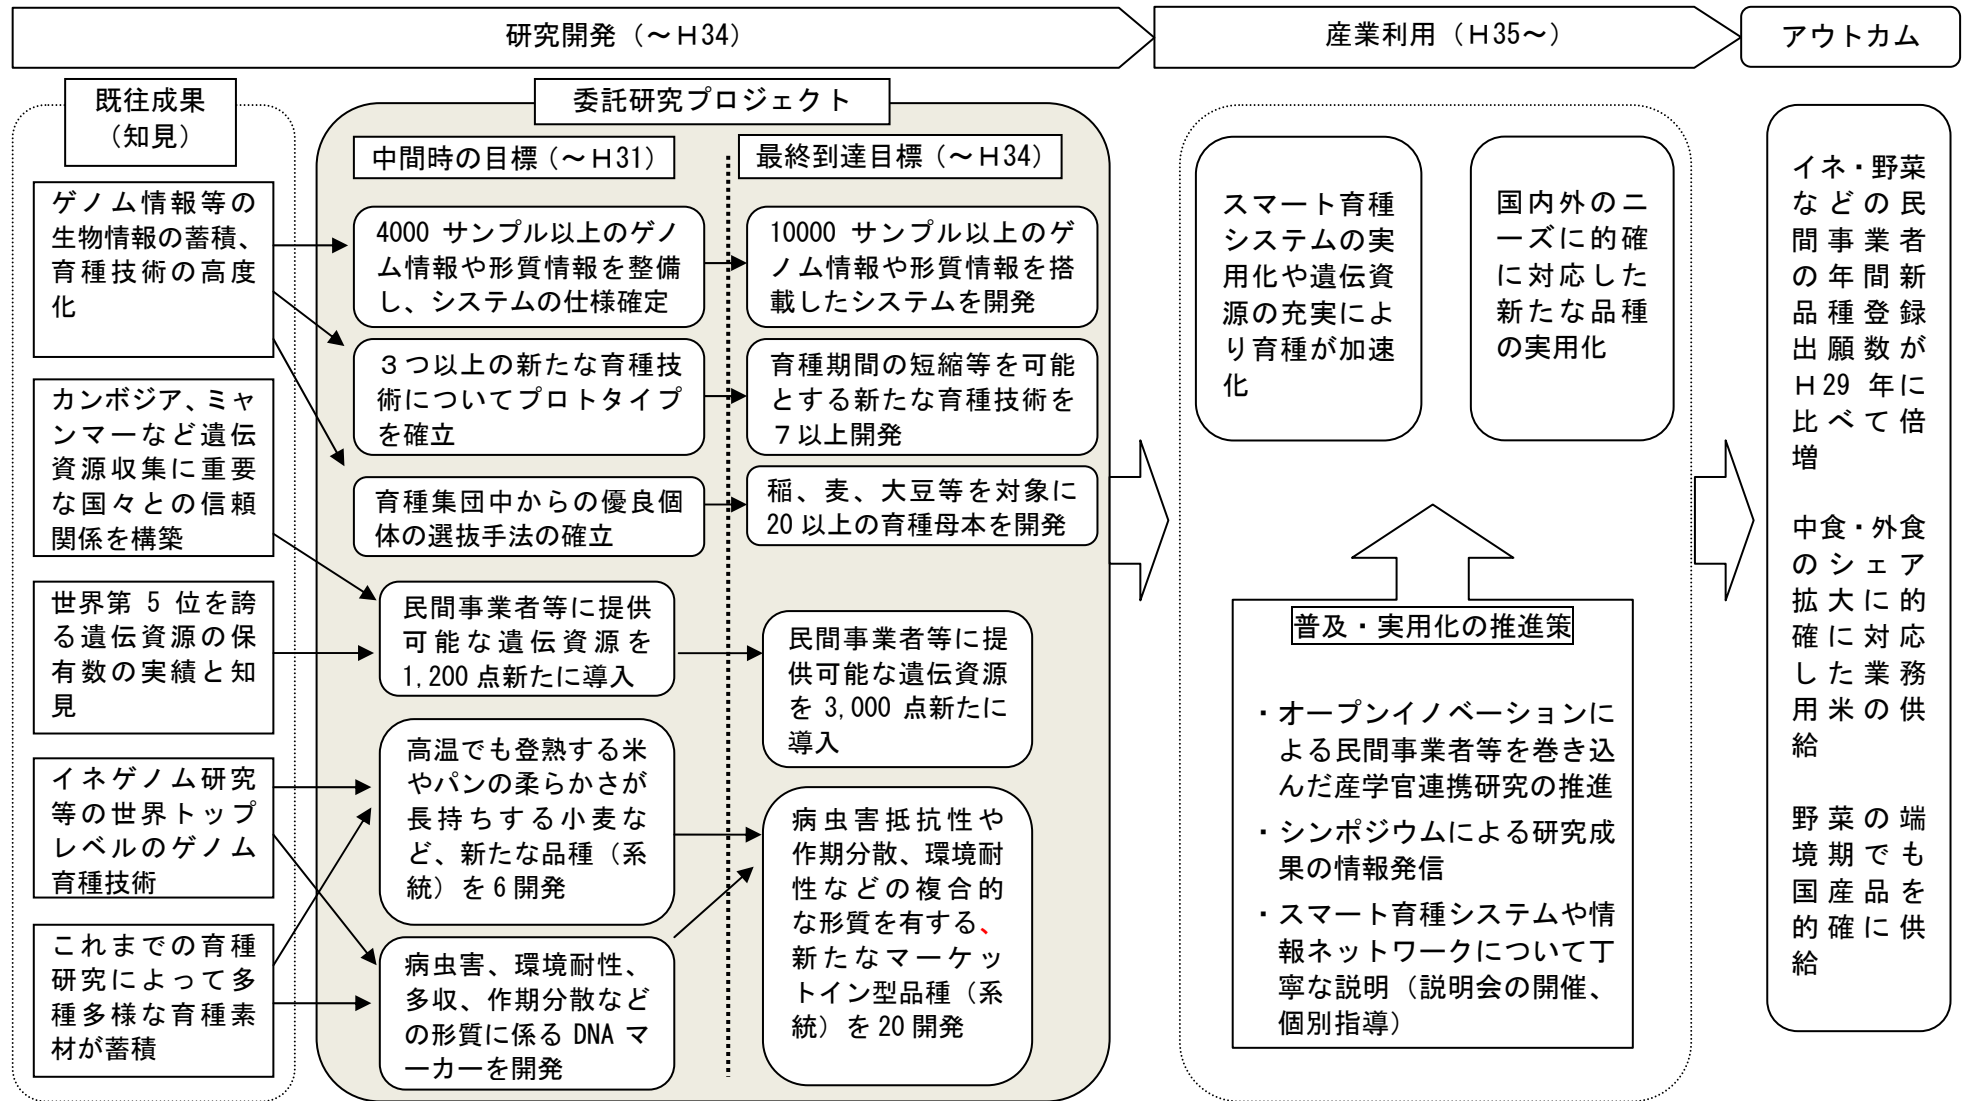 研究開発（～Ｈ34）
産業利用（Ｈ35～）
アウトカム
既往成果
（知見）
ゲノム情報等の
生物情報の蓄積、
育種技術の高度
化
カンボジア、ミャ
ンマーなど遺伝
資源収集に重要
な国々との信頼
関係を構築
世界第 5 位を誇
る遺伝資源の保
有数の実績と知
見
イネゲノム研究
等の世界トップ
レベルのゲノム
育種技術
これまでの育種
研究によって多
種多様な育種素
材が蓄積
委託研究プロジェクト
中間時の目標（～Ｈ31）
4000 サンプル以上のゲノ
ム情報や形質情報を整備
し、システムの仕様確定
３つ以上の新たな育種技
術についてプロトタイプ
を確立
育種集団中からの優良個
体の選抜手法の確立
民間事業者等に提供
可能な遺伝資源を
1,200 点新たに導入
高温でも登熟する米
やパンの柔らかさが
長持ちする小麦な
ど、新たな品種（系
統）を 6 開発
病虫害、環境耐性、
多収、作期分散など
の形質に係る DNA マ
ーカーを開発
最終到達目標（～Ｈ34）
10000 サンプル以上のゲ
ノム情報や形質情報を搭
載したシステムを開発
育種期間の短縮等を可能
とする新たな育種技術を
７以上開発
稲、麦、大豆等を対象に
20 以上の育種母本を開発
民間事業者等に提
供可能な遺伝資源
を 3,000 点新たに
導入
病虫害抵抗性や
作期分散、環境耐
性などの複合的
な形質を有する、
新たなマーケッ
トイン型品種（系
統）を 20 開発
スマート育種
システムの実
用化や遺伝資
源の充実によ
り育種が加速
化
国内外のニ
ーズに的確
に対応した
新たな品種
の実用化
普及・実用化の推進策
・オープンイノベーションに
よる民間事業者等を巻き込
んだ産学官連携研究の推進
・シンポジウムによる研究成
果の情報発信
・スマート育種システムや情
報ネットワークについて丁
寧な説明（説明会の開催、
個別指導）
イネ・野菜
などの民
間事業者
の年間新
品種登録
出願数が
Ｈ29 年に
比べて倍
増
中食・外食
のシェア
拡大に的
確に対応
した業務
用米の供
給
野菜の端
境期でも
国産品を
的確に供
給